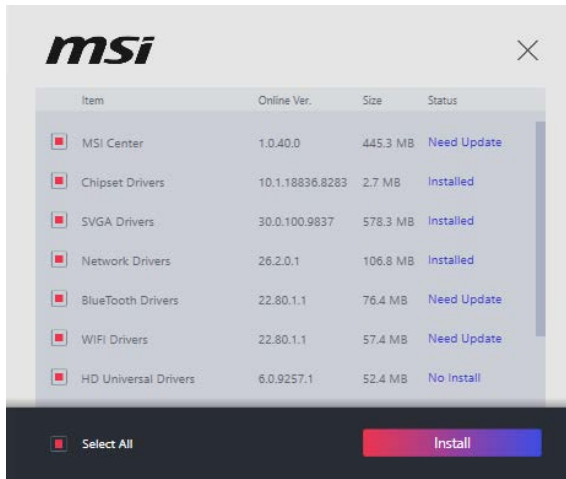 msi
Item Online Ver. Size Status
MSI Center 1.0.40.0 445.3 MB Need Update
Chipset Drivers 10.1.18836.8283 2.7 MB Installed
SVGA Drivers 30.0.100.9837 578.3 MB Installed
Network Drivers 26.2.0.1 106.8 MB Installed
BlueTooth Drivers 22.80.1.1 76.4 MB Need Update
WIFI Drivers 22.80.1.1 57.4 MB Need Update
HD Universal Drivers 6.0.9257.1 52.4 MB No Install
Select All Install